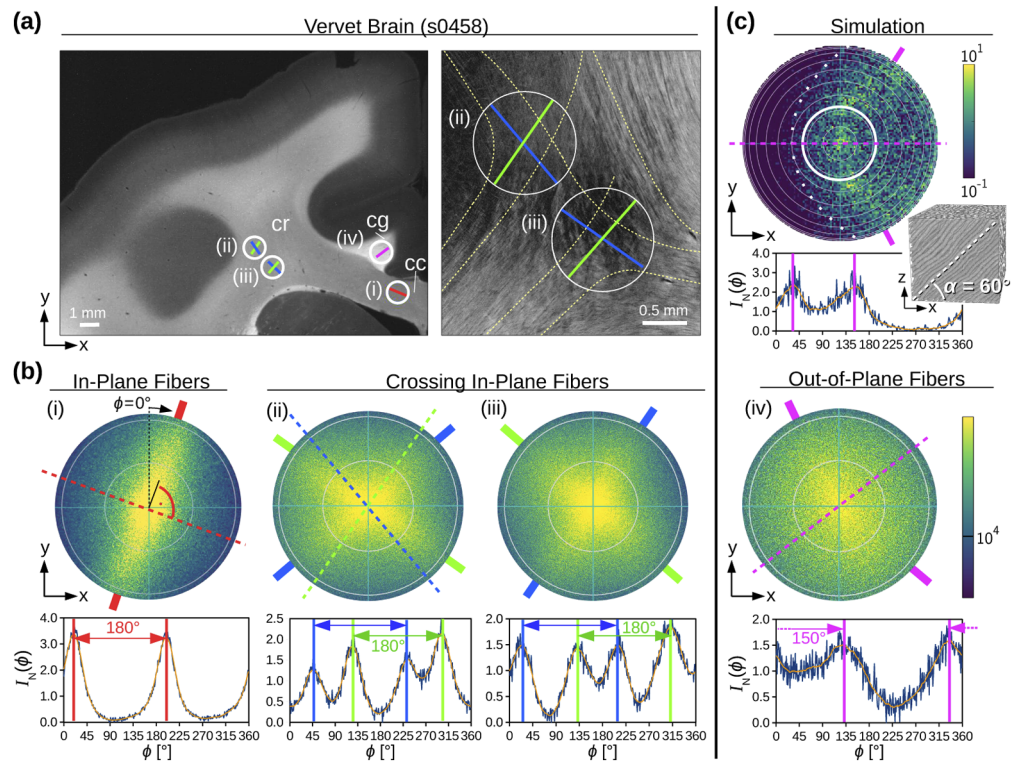 (a)
Vervet Brain (s0458)
(ii)
(iii)
cr
(iv)
cg
cc
(i)
y
x
1 mm
(ii)
(iii)
0.5 mm
(c)
Simulation
10¹
10⁻¹
y
x
z
x
α = 60°
I_N(ϕ)
4.0
3.0
2.0
1.0
0.0
0 45 90 135 180 225 270 315 360
(b)
In-Plane Fibers
(i)
ϕ=0°
y
x
I_N(ϕ)
4.0
3.0
2.0
1.0
0.0
180°
0 45 90 135 180 225 270 315 360
ϕ [°]
Crossing In-Plane Fibers
(ii)
2.5
2.0
1.5
1.0
0.5
0.0
180°
0 45 90 135 180 225 270 315 360
ϕ [°]
(iii)
2.0
1.5
1.0
0.5
0.0
180°
0 45 90 135 180 225 270 315 360
ϕ [°]
Out-of-Plane Fibers
(iv)
10⁴
y
x
I_N(ϕ)
2.0
1.5
1.0
0.5
0.0
150°
0 45 90 135 180 225 270 315 360
ϕ [°]